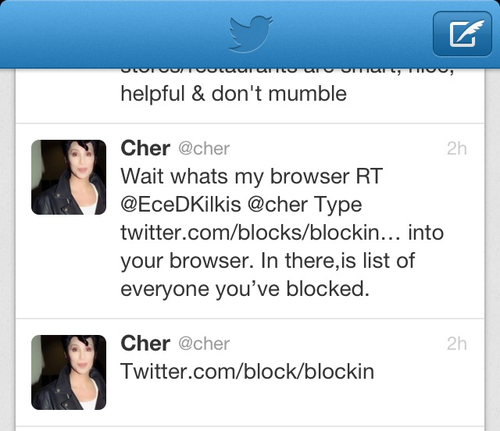 stores/restaurants are smart, nice,
helpful & don't mumble
Cher @cher 2h
Wait whats my browser RT
@EceDKilkis @cher Type
twitter.com/blocks/blockin… into
your browser. In there,is list of
everyone you’ve blocked.
Cher @cher 2h
Twitter.com/block/blockin